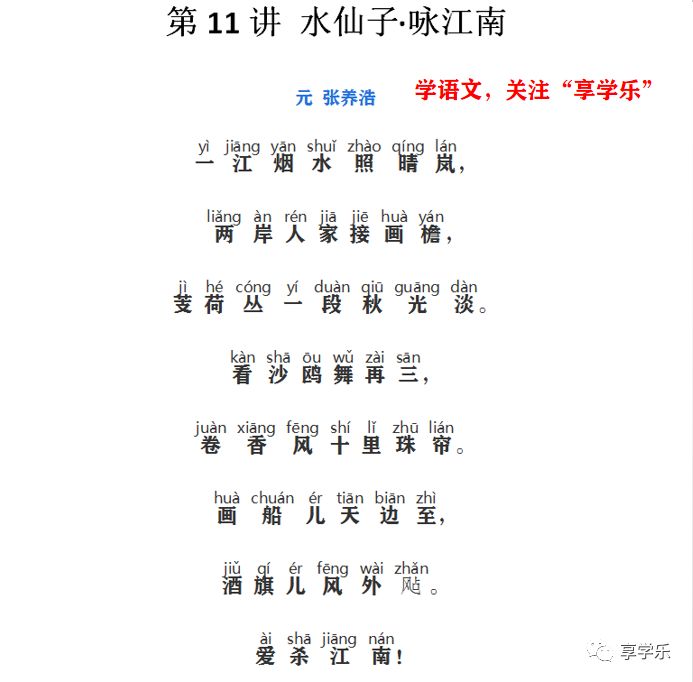 第 11 讲 水仙子·咏江南
元 张养浩
学语文，关注“享学乐”
yì jiāng yān shuǐ zhào qíng lán
一江烟水照晴岚，
liǎng àn rén jiā jiē huà yán
两岸人家接画檐，
jì hé cóng yí duàn qiū guāng dàn
芰荷丛一段秋光淡。
kàn shā ōu wǔ zài sān
看沙鸥舞再三，
juàn xiāng fēng shí lǐ zhū lián
卷香风十里珠帘。
huà chuán ér tiān biān zhì
画船儿天边至，
jiǔ qí ér fēng wài zhǎn
酒旗儿风外飐。
ài shā jiāng nán
爱杀江南！
享学乐